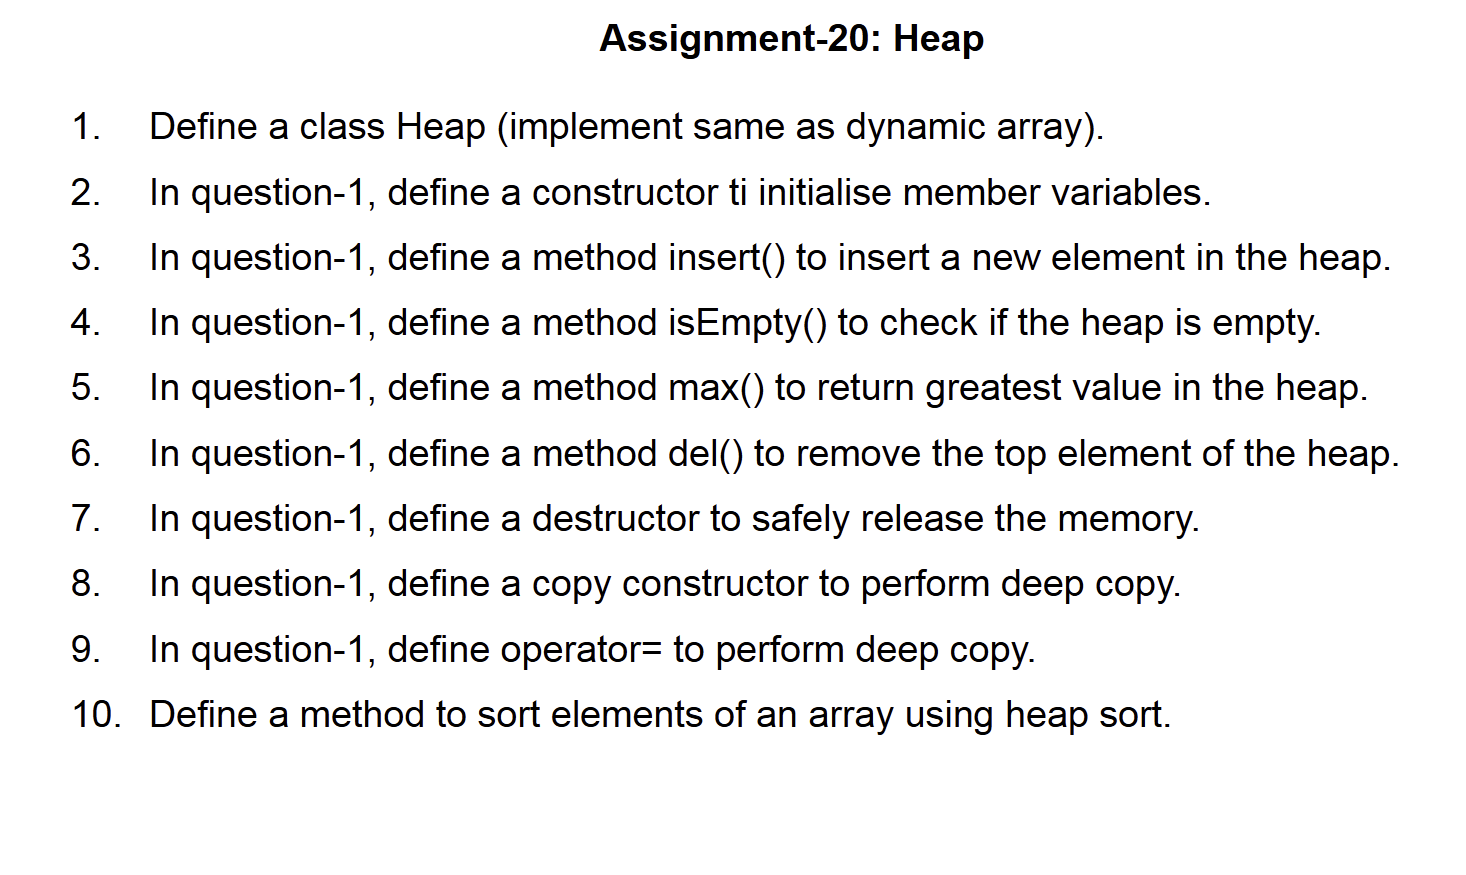 Assignment-20: Heap
1. Define a class Heap (implement same as dynamic array).
2. In question-1, define a constructor ti initialise member variables.
3. In question-1, define a method insert() to insert a new element in the heap.
4. In question-1, define a method isEmpty() to check if the heap is empty.
5. In question-1, define a method max() to return greatest value in the heap.
6. In question-1, define a method del() to remove the top element of the heap.
7. In question-1, define a destructor to safely release the memory.
8. In question-1, define a copy constructor to perform deep copy.
9. In question-1, define operator= to perform deep copy.
10. Define a method to sort elements of an array using heap sort.